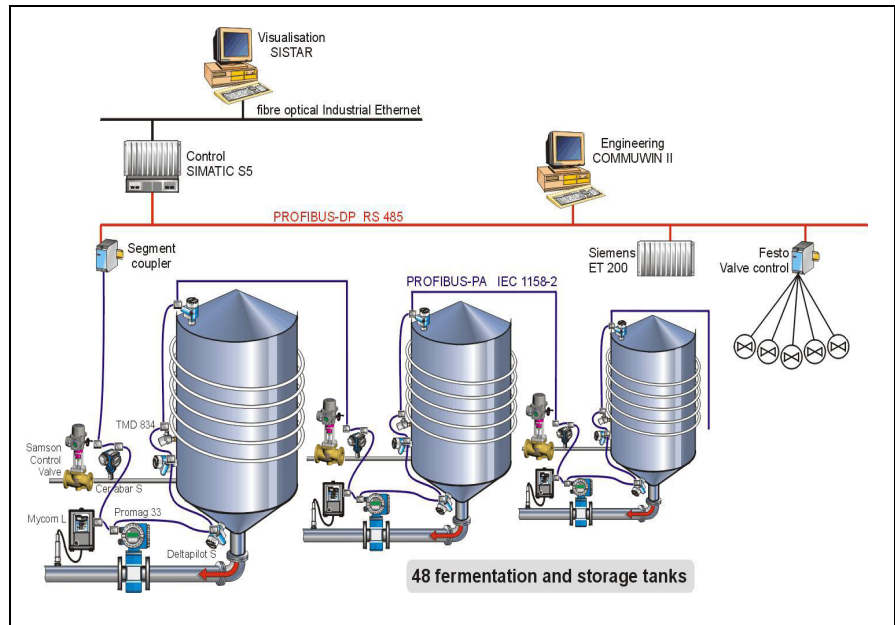 Visualisation
SISTAR
fibre optical Industrial Ethernet
Control
SIMATIC S5
Engineering
COMMUWIN II
PROFIBUS-DP RS 485
Segment
coupler
Siemens
ET 200
Festo
Valve control
PROFIBUS-PA IEC 1158-2
TMD 834
Samson
Control
Valve
Cerabar S
Mycom L
Promag 33
Deltapilot S
48 fermentation and storage tanks